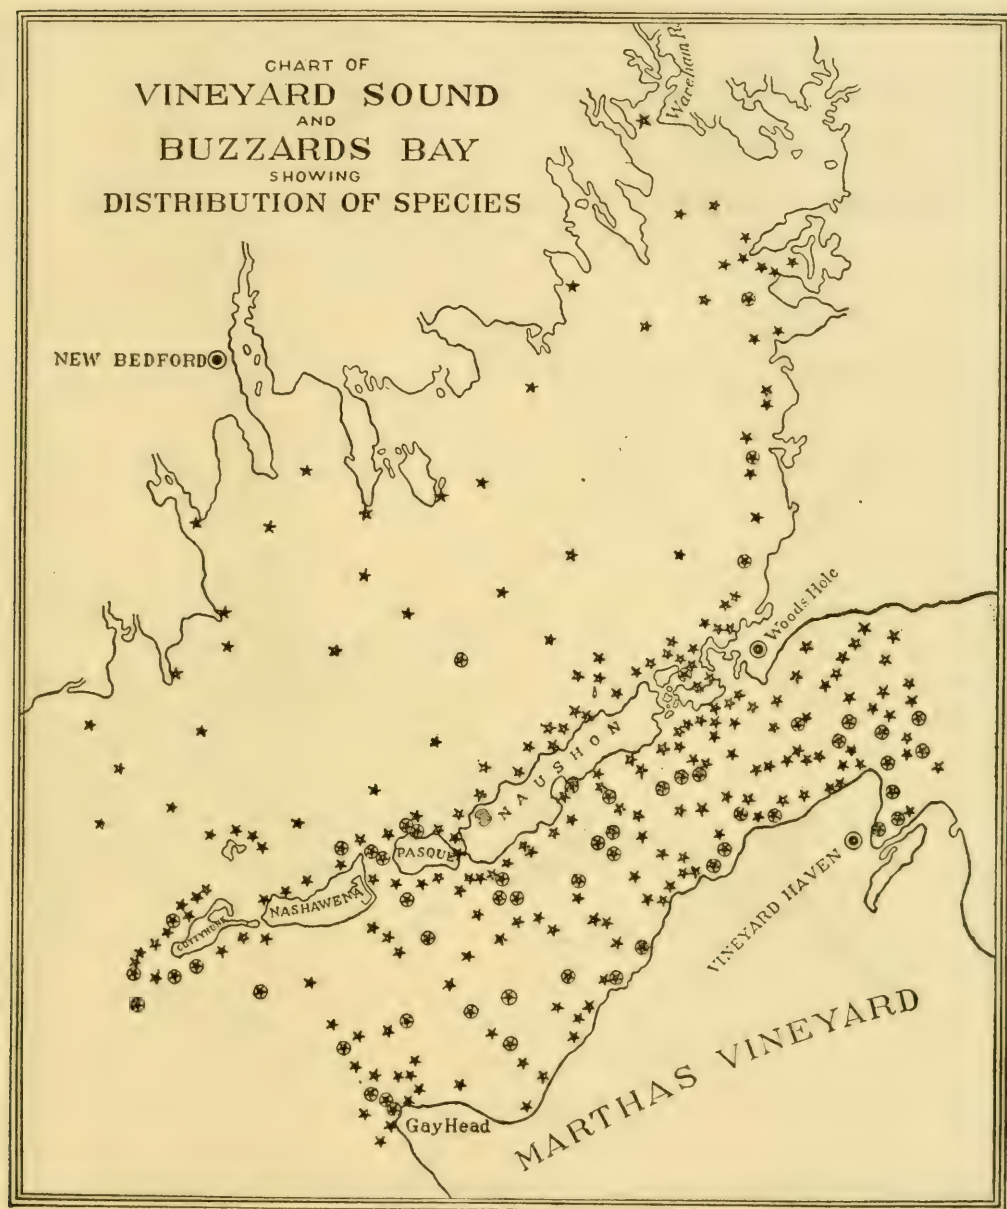 CHART OF
VINEYARD SOUND
AND
BUZZARDS BAY
SHOWING
DISTRIBUTION OF SPECIES
Wareham R.
NEW BEDFORD
Woods Hole
NAUSHON
PASQUE
NASHAWENA
CUTTYHUNK
VINEYARD HAVEN
MARTHAS VINEYARD
Gay Head